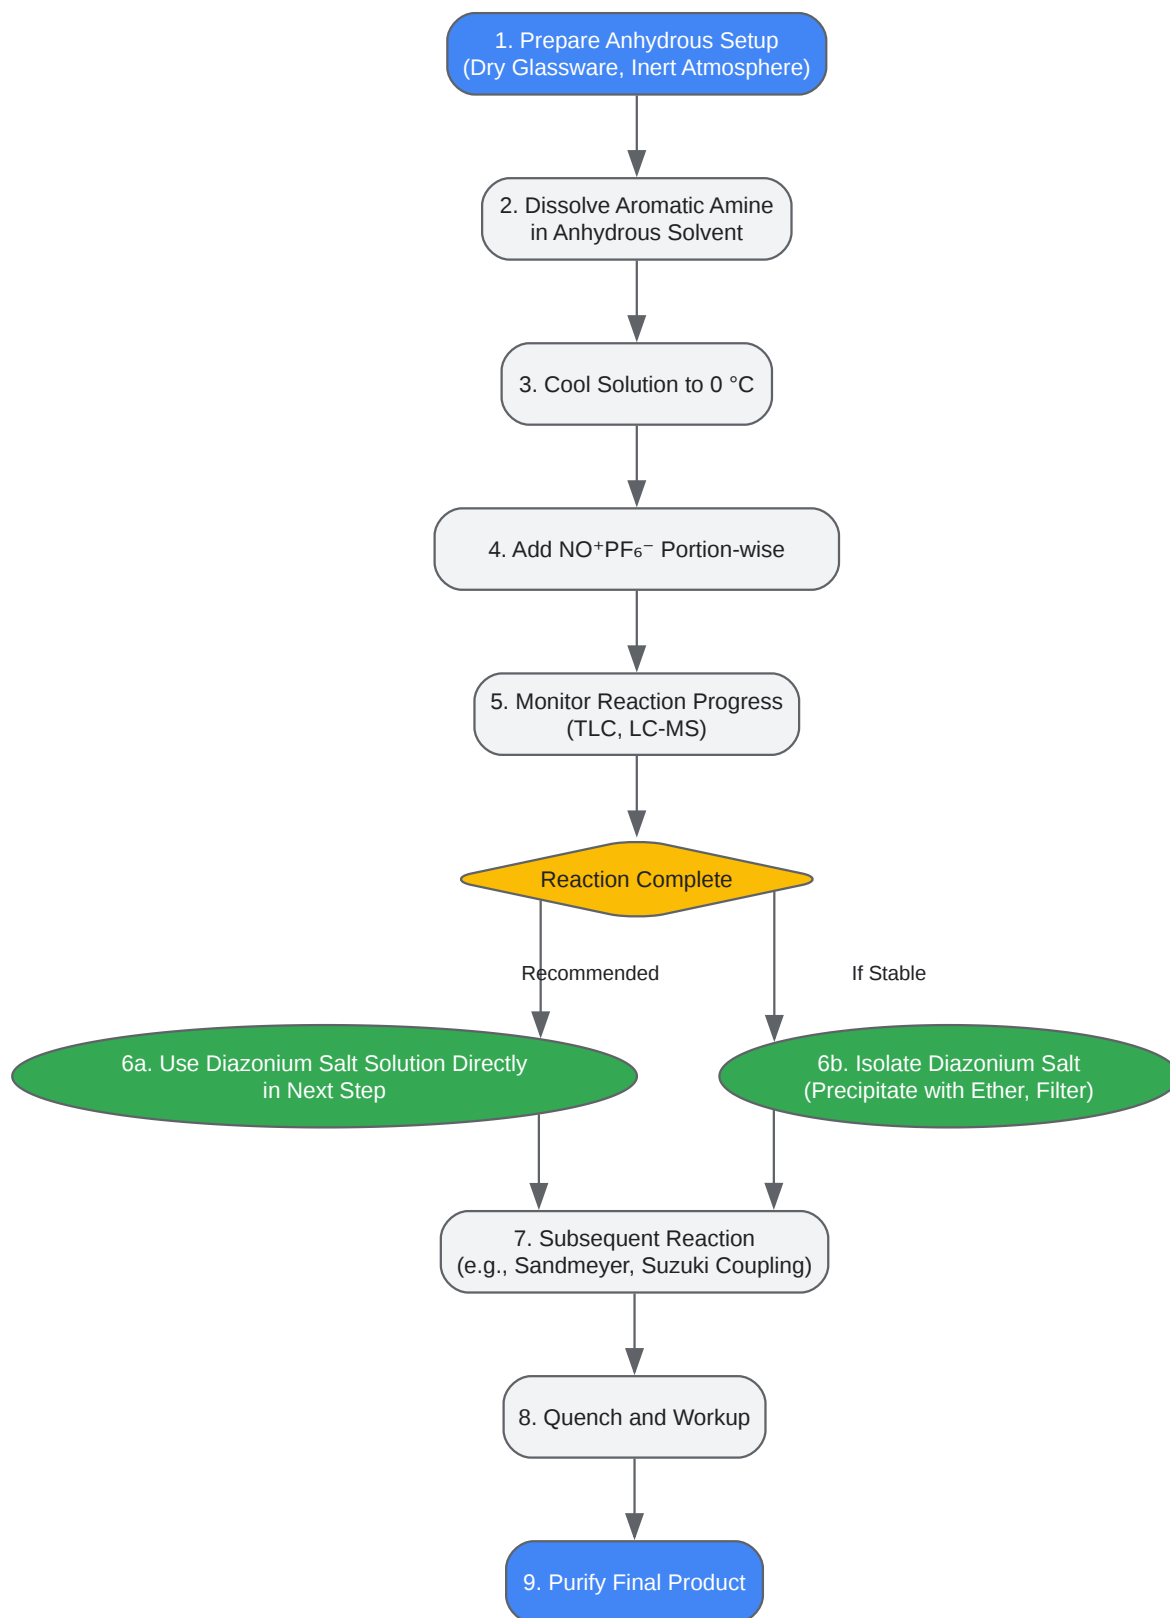 1. Prepare Anhydrous Setup
(Dry Glassware, Inert Atmosphere)
2. Dissolve Aromatic Amine
in Anhydrous Solvent
3. Cool Solution to 0 °C
4. Add NO⁺PF₆⁻ Portion-wise
5. Monitor Reaction Progress
(TLC, LC-MS)
Reaction Complete
Recommended
If Stable
6a. Use Diazonium Salt Solution Directly
in Next Step
6b. Isolate Diazonium Salt
(Precipitate with Ether, Filter)
7. Subsequent Reaction
(e.g., Sandmeyer, Suzuki Coupling)
8. Quench and Workup
9. Purify Final Product